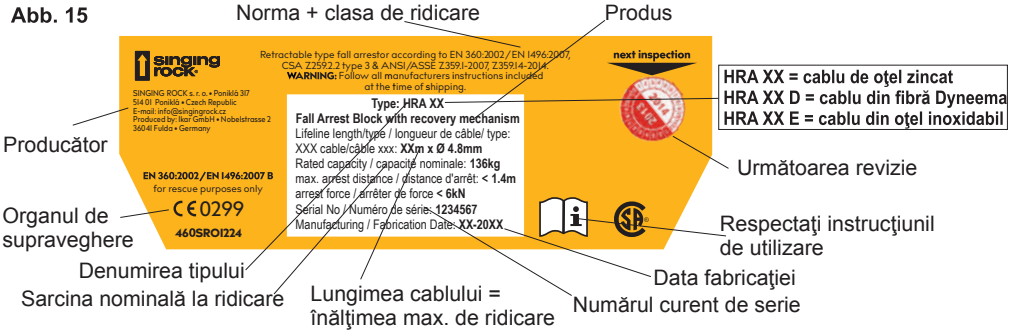 Abb. 15
Norma + clasa de ridicare
Produs
singing
rock®
SINGING ROCK s. r. o. • Poniklá 317
514 01 Poniklá • Czech Republic
E-mail: info@singingrock.cz
Produced by: Ikar GmbH • Nobelstrasse 2
36041 Fulda • Germany
Producător
EN 360:2002/EN 1496:2007 B
for rescue purposes only
CE0299
460SRO1224
Organul de
supraveghere
Retractable type fall arrestor according to EN 360:2002/EN 1496:2007,
CSA Z259.2.2 type 3 & ANSI/ASSE Z359.1-2007, Z359.14-2014.
WARNING: Follow all manufacturers instructions included
at the time of shipping.
Type: HRA XX
Fall Arrest Block with recovery mechanism
Lifeline length/type / longueur de câble/ type:
XXX cable/câble xxx: XXm x Ø 4.8mm
Rated capacity / capacité nominale: 136kg
max. arrest distance / distance d'arrêt: < 1.4m
arrest force / arrêter de force < 6kN
Serial No / Numéro de série: 1234567
Manufacturing / Fabrication Date: XX-20XX
next inspection
2014
2013
HRA XX = cablu de oţel zincat
HRA XX D = cablu din fibră Dyneema
HRA XX E = cablu din oţel inoxidabil
Următoarea revizie
i
CSA®
Respectaţi instrucţiunil
de utilizare
Denumirea tipului
Sarcina nominală la ridicare
Lungimea cablului =
înălţimea max. de ridicare
Data fabricaţiei
Numărul curent de serie